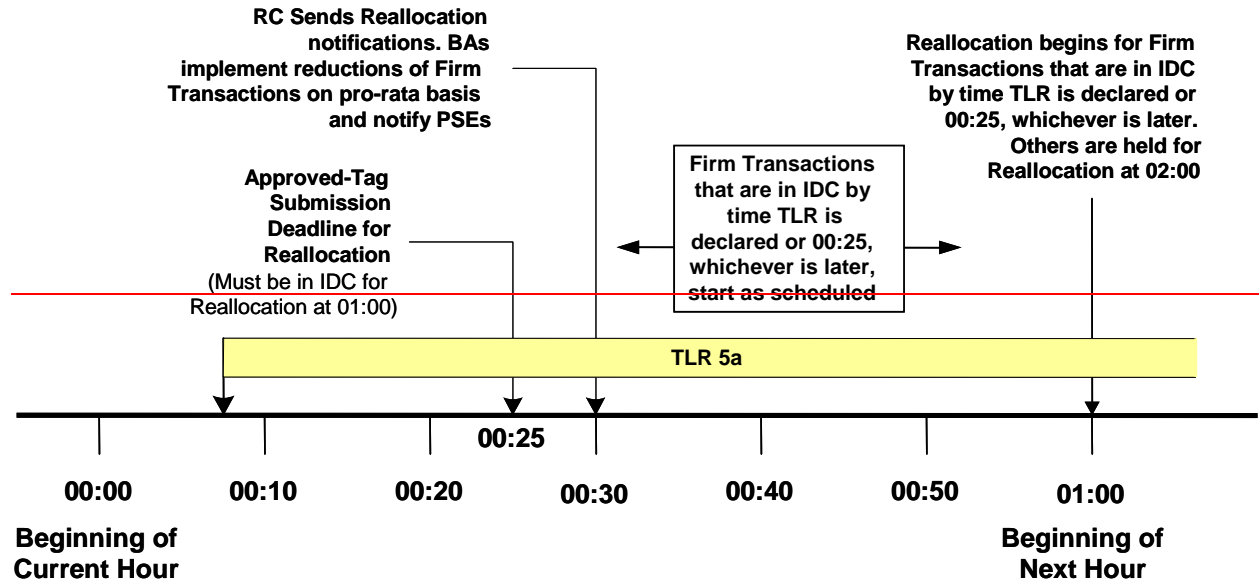 RC Sends Reallocation
notifications. BAs
implement reductions of Firm
Transactions on pro-rata basis
and notify PSEs
Approved-Tag
Submission
Deadline for
Reallocation
(Must be in IDC for
Reallocation at 01:00)
Firm Transactions
that are in IDC by
time TLR is
declared or 00:25,
whichever is later,
start as scheduled
Reallocation begins for Firm
Transactions that are in IDC
by time TLR is declared or
00:25, whichever is later.
Others are held for
Reallocation at 02:00
TLR 5a
00:25
00:00
00:10
00:20
00:30
00:40
00:50
01:00
Beginning of
Current Hour
Beginning of
Next Hour